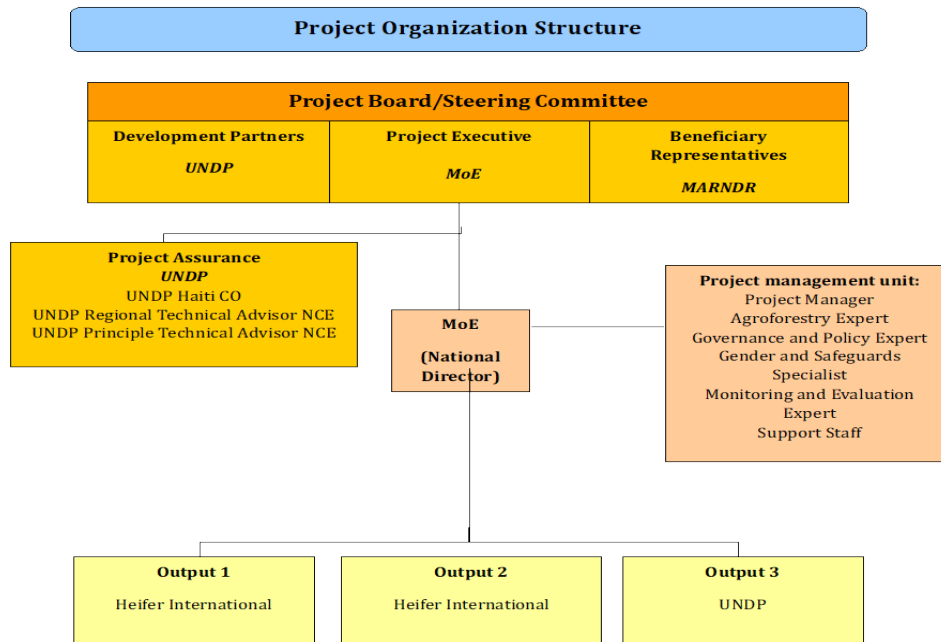 Project Organization Structure
Project Board/Steering Committee
Development Partners
UNDP
Project Executive
MoE
Beneficiary
Representatives
MARNDR
Project Assurance
UNDP
UNDP Haiti CO
UNDP Regional Technical Advisor NCE
UNDP Principle Technical Advisor NCE
MoE
(National
Director)
Project management unit:
Project Manager
Agroforestry Expert
Governance and Policy Expert
Gender and Safeguards
Specialist
Monitoring and Evaluation
Expert
Support Staff
Output 1
Heifer International
Output 2
Heifer International
Output 3
UNDP